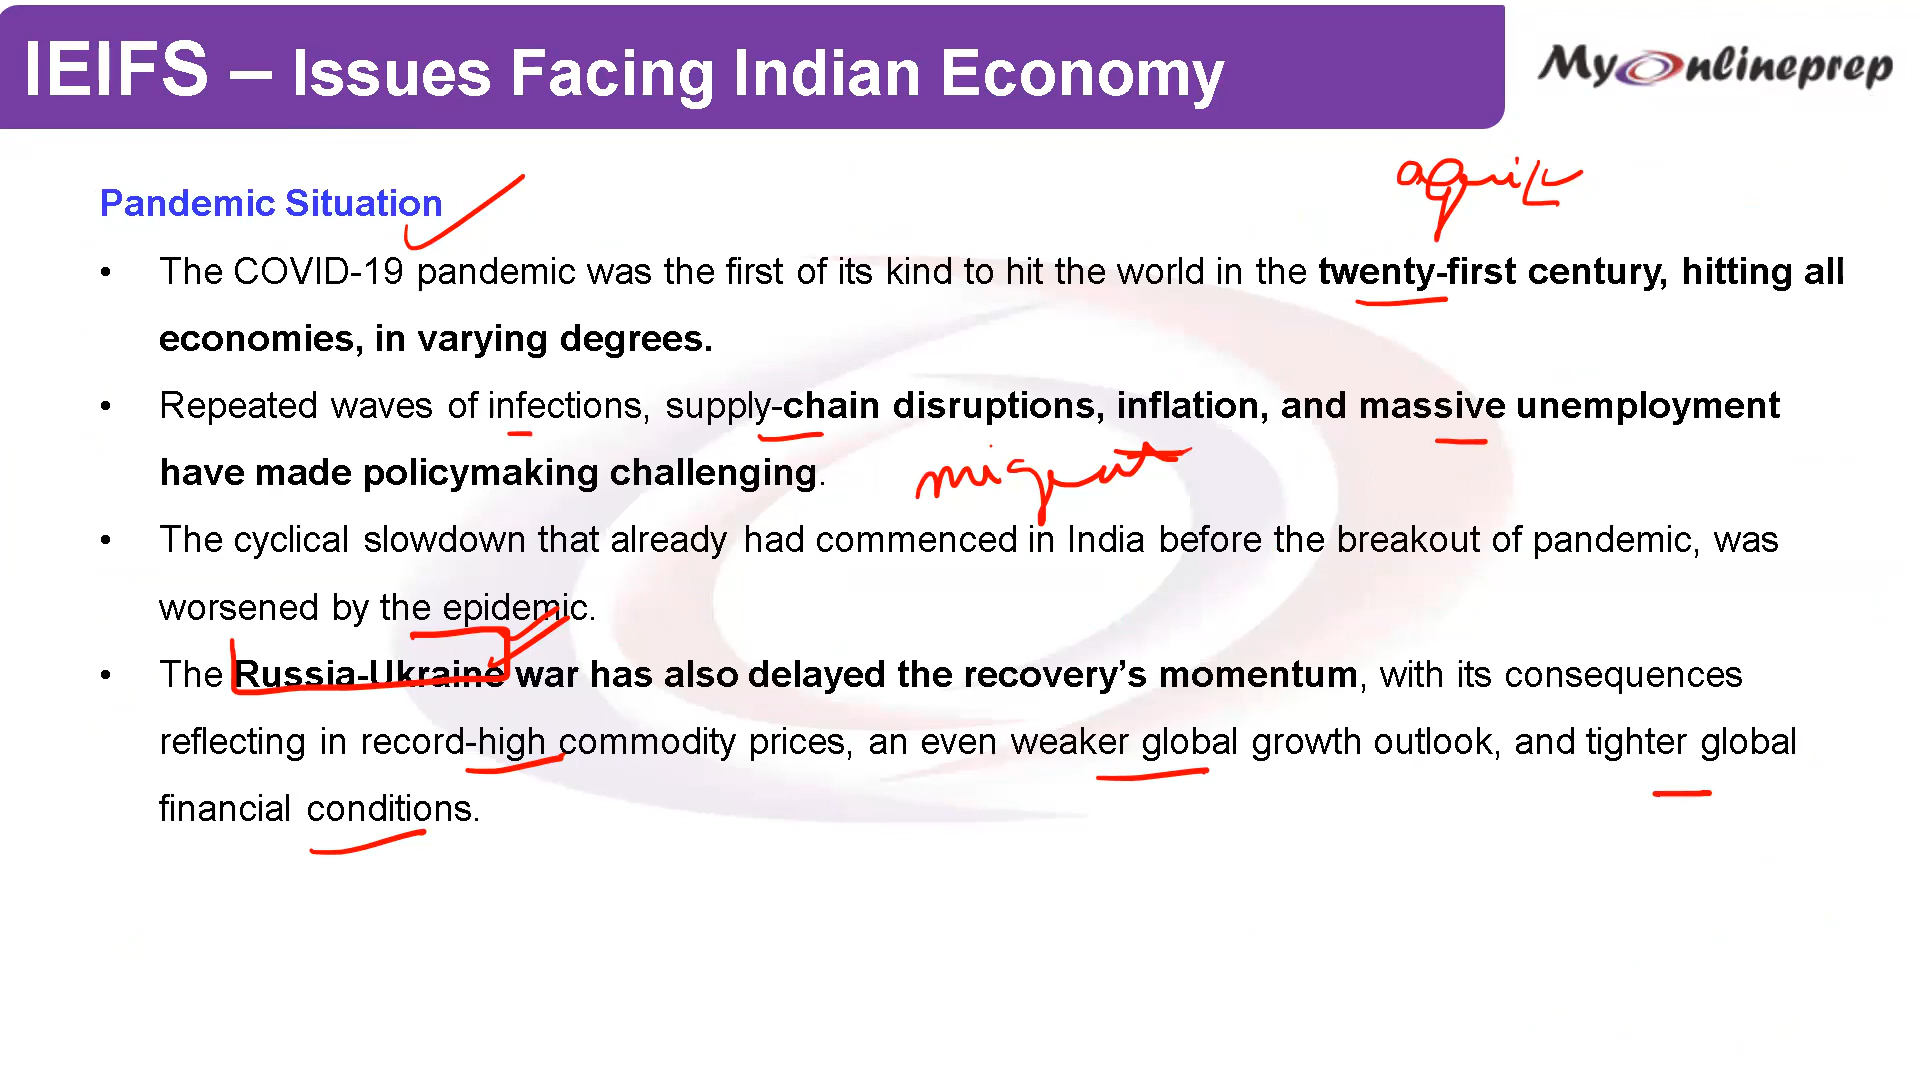 IEIFS – Issues Facing Indian Economy
MyOnlineprep
Pandemic Situation
• The COVID-19 pandemic was the first of its kind to hit the world in the twenty-first century, hitting all
economies, in varying degrees.
• Repeated waves of infections, supply-chain disruptions, inflation, and massive unemployment
have made policymaking challenging.
• The cyclical slowdown that already had commenced in India before the breakout of pandemic, was
worsened by the epidemic.
• The Russia-Ukraine war has also delayed the recovery’s momentum, with its consequences
reflecting in record-high commodity prices, an even weaker global growth outlook, and tighter global
financial conditions.